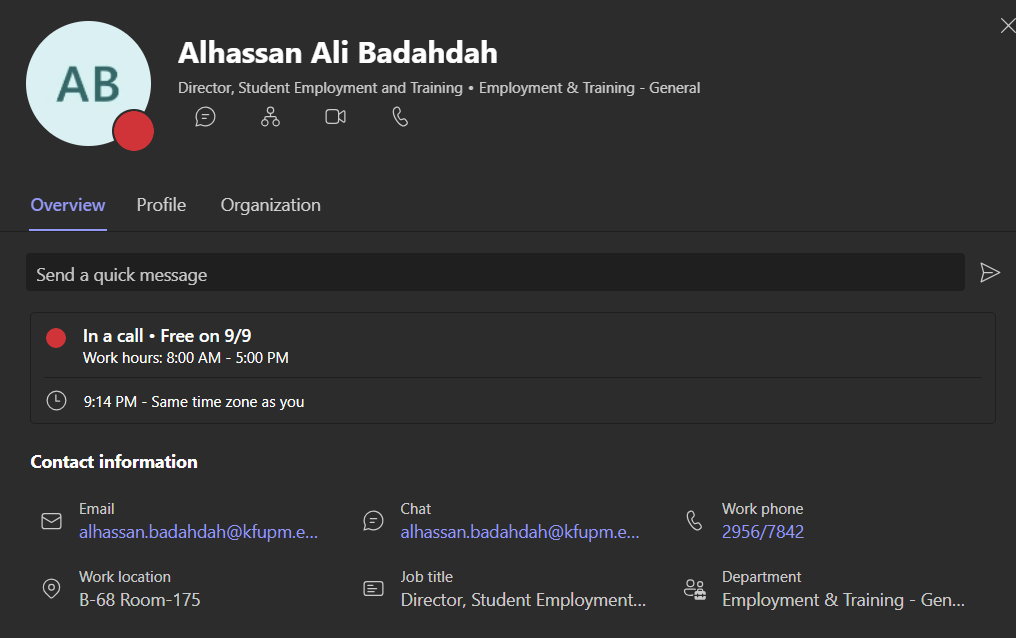 AB
Alhassan Ali Badahdah
Director, Student Employment and Training • Employment & Training - General
Overview Profile Organization
Send a quick message
In a call • Free on 9/9
Work hours: 8:00 AM - 5:00 PM
9:14 PM - Same time zone as you
Contact information
Email
alhassan.badahdah@kfupm.e...
Chat
alhassan.badahdah@kfupm.e...
Work phone
2956/7842
Work location
B-68 Room-175
Job title
Director, Student Employment...
Department
Employment & Training - Gen...